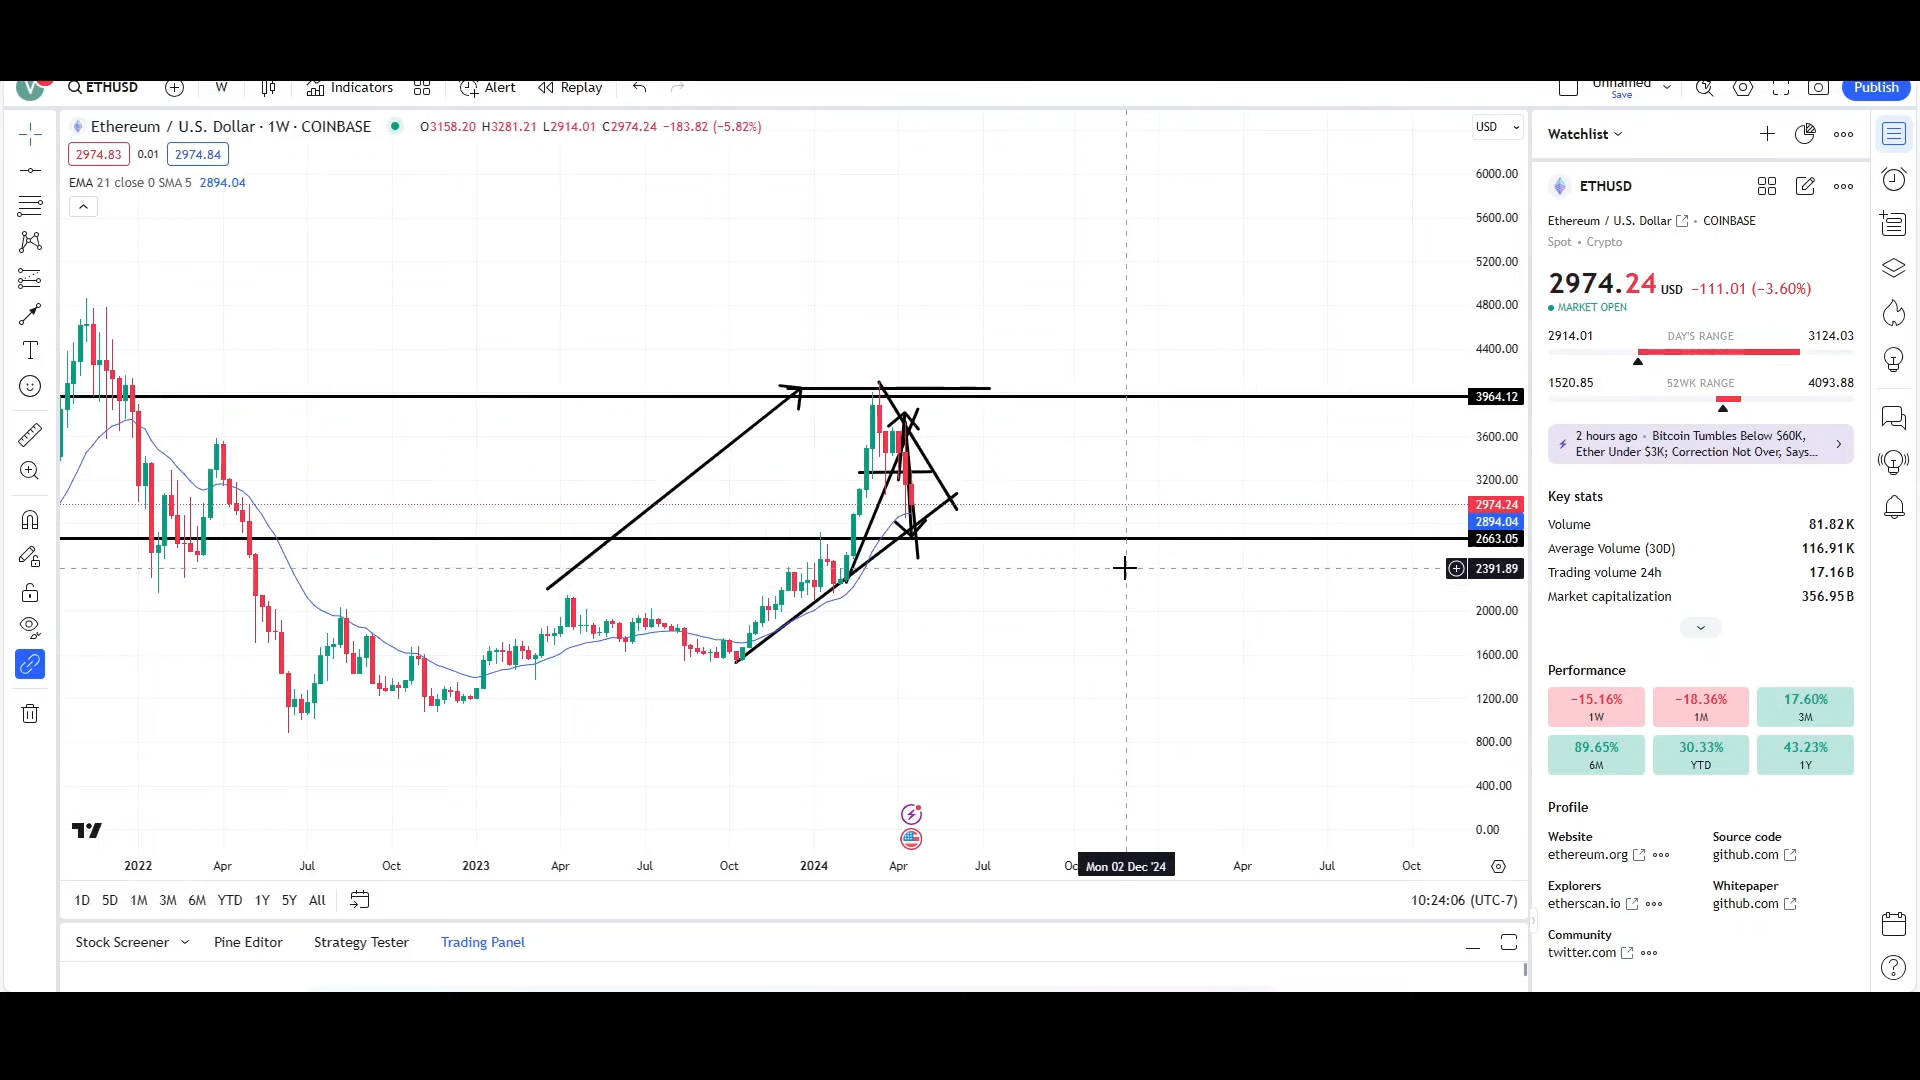 V
ETHUSD
W
Indicators
Alert
Replay
Unnamed
Save
Publish
Ethereum / U.S. Dollar · 1W · COINBASE
O3158.20 H3281.21 L2914.01 C2974.24 −183.82 (−5.82%)
2974.83 0.01 2974.84
EMA 21 close 0 SMA 5 2894.04
USD
6000.00
5600.00
5200.00
4800.00
4400.00
3964.12
3600.00
3200.00
2974.24
2894.04
2663.05
2391.89
2000.00
1600.00
1200.00
800.00
400.00
0.00
2022 Apr Jul Oct 2023 Apr Jul Oct 2024 Apr Jul Oc Mon 02 Dec '24 Apr Jul Oct
1D 5D 1M 3M 6M YTD 1Y 5Y All
10:24:06 (UTC-7)
Stock Screener Pine Editor Strategy Tester Trading Panel
Watchlist
ETHUSD
Ethereum / U.S. Dollar • COINBASE
Spot • Crypto
2974.24 USD −111.01 (−3.60%)
MARKET OPEN
2914.01 DAY'S RANGE 3124.03
1520.85 52WK RANGE 4093.88
2 hours ago • Bitcoin Tumbles Below $60K,
Ether Under $3K; Correction Not Over, Says...
Key stats
Volume 81.82K
Average Volume (30D) 116.91K
Trading volume 24h 17.16B
Market capitalization 356.95B
Performance
−15.16% −18.36% 17.60%
1W 1M 3M
89.65% 30.33% 43.23%
6M YTD 1Y
Profile
Website Source code
ethereum.org github.com
Explorers Whitepaper
etherscan.io github.com
Community
twitter.com